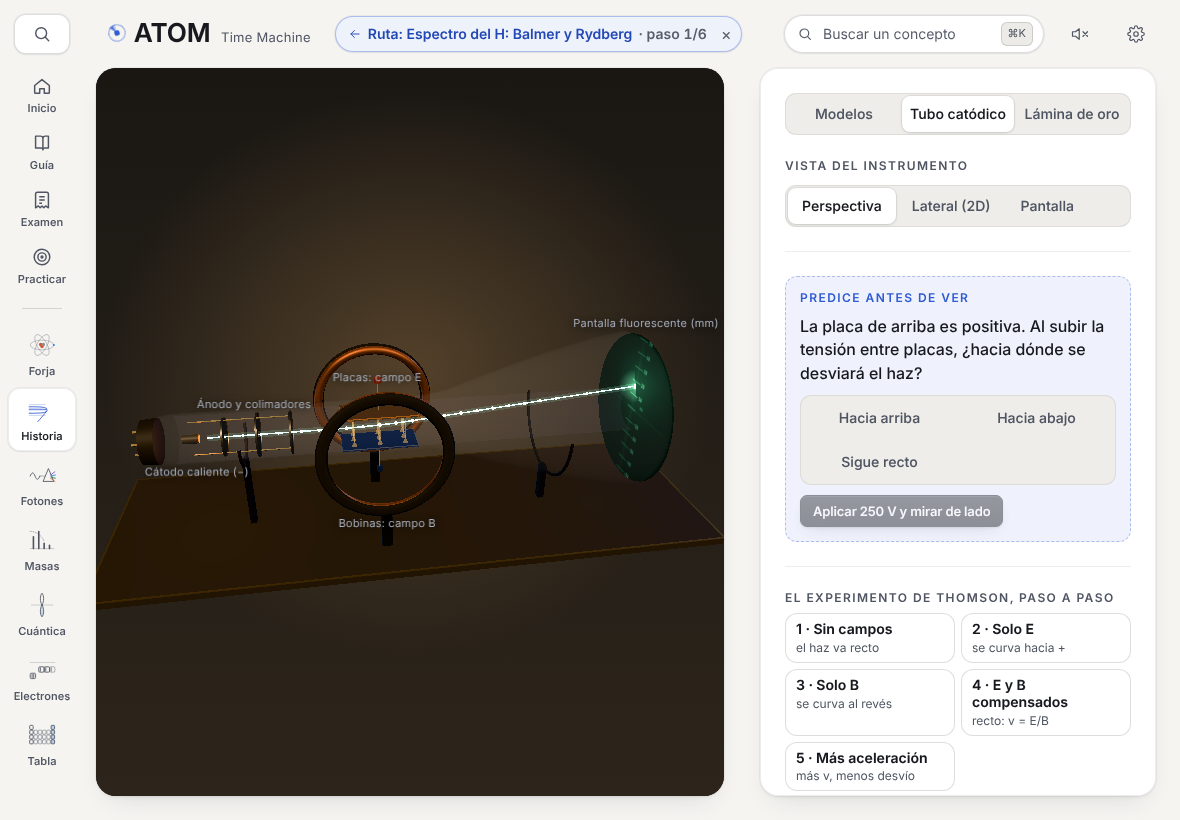 ATOM Time Machine
← Ruta: Espectro del H: Balmer y Rydberg · paso 1/6 ×
Buscar un concepto ⌘K
Inicio
Guía
Examen
Practicar
Forja
Historia
Fotones
Masas
Cuántica
Electrones
Tabla
Pantalla fluorescente (mm)
Placas: campo E
Ánodo y colimadores
Cátodo caliente (−)
Bobinas: campo B
Modelos
Tubo catódico
Lámina de oro
VISTA DEL INSTRUMENTO
Perspectiva
Lateral (2D)
Pantalla
PREDICE ANTES DE VER
La placa de arriba es positiva. Al subir la
tensión entre placas, ¿hacia dónde se
desviará el haz?
Hacia arriba
Hacia abajo
Sigue recto
Aplicar 250 V y mirar de lado
EL EXPERIMENTO DE THOMSON, PASO A PASO
1 · Sin campos
el haz va recto
2 · Solo E
se curva hacia +
3 · Solo B
se curva al revés
4 · E y B
compensados
recto: v = E/B
5 · Más aceleración
más v, menos desvío